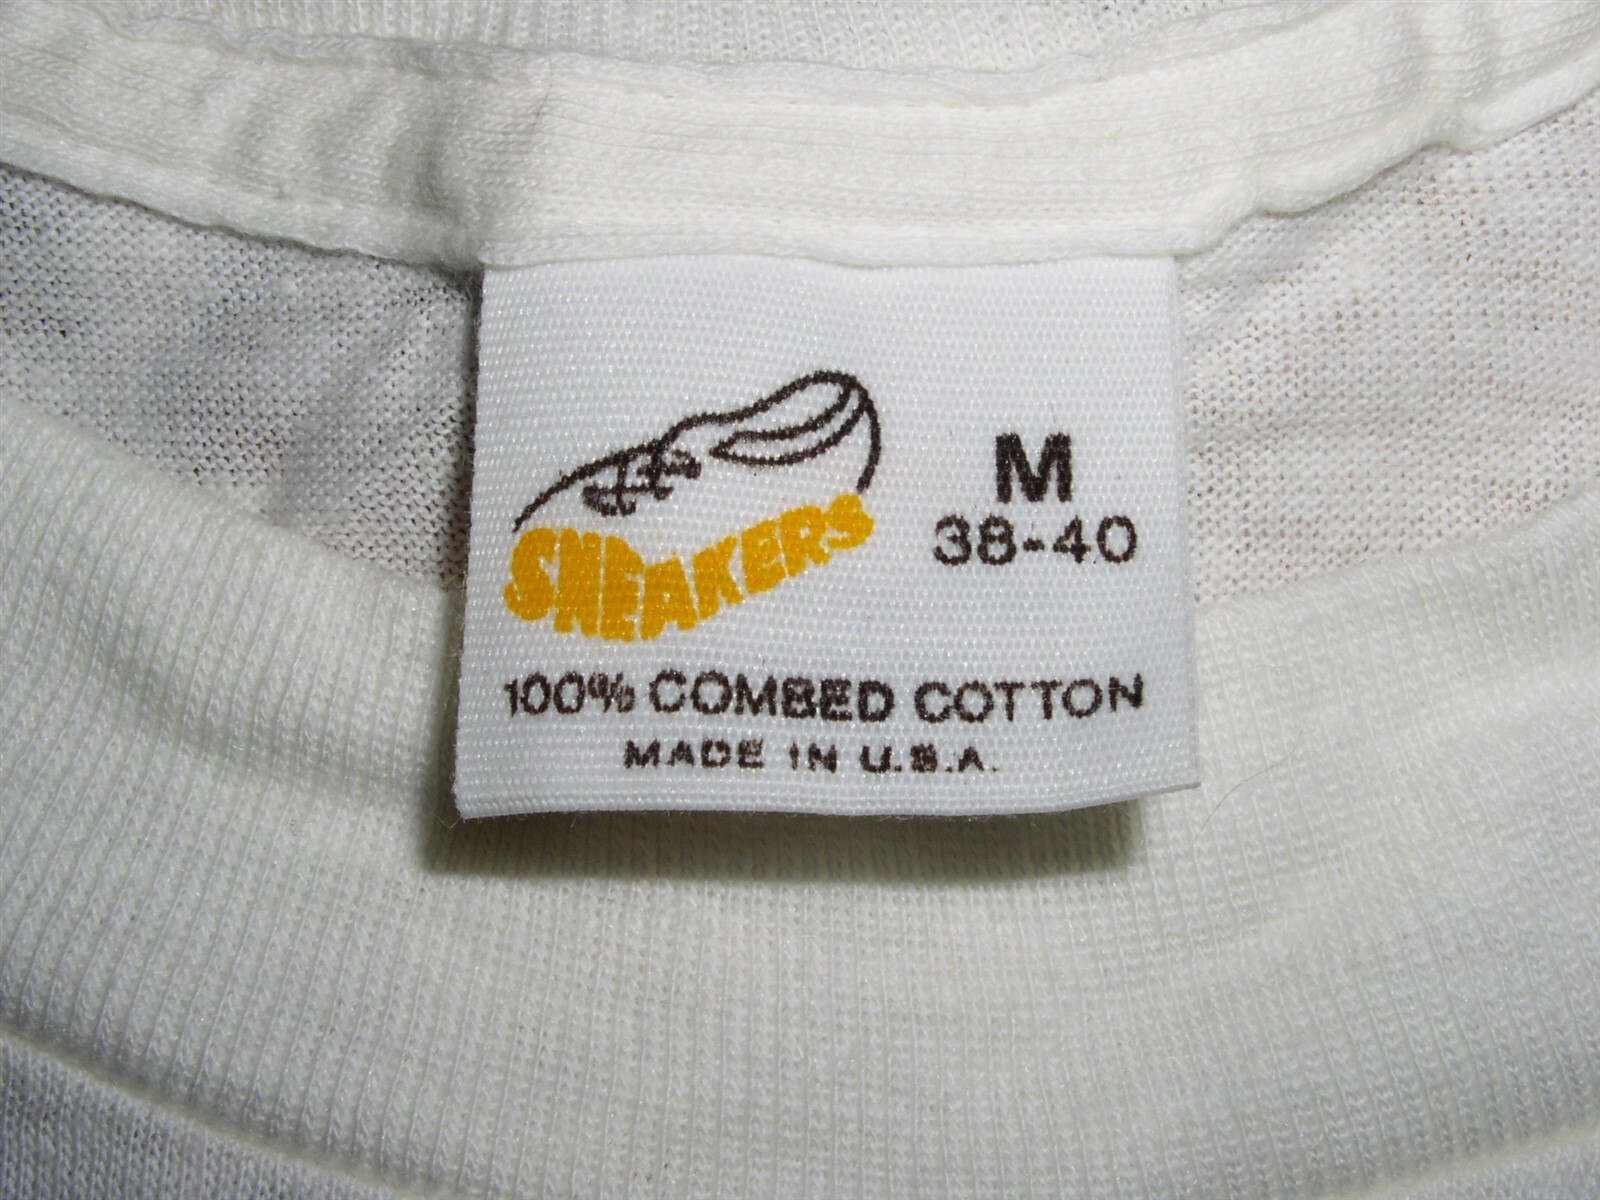 M
38-40
SNEAKERS
100% COMBED COTTON
MADE IN U.S.A.